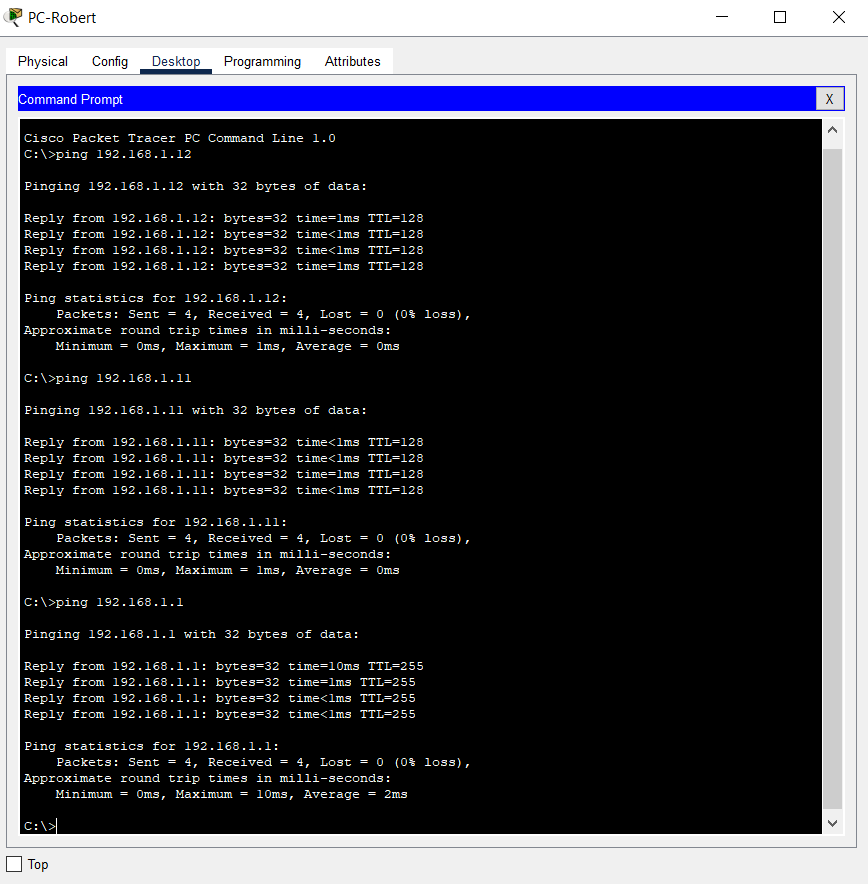 PC-Robert
Physical Config Desktop Programming Attributes
Command Prompt X
Cisco Packet Tracer PC Command Line 1.0
C:\>ping 192.168.1.12
Pinging 192.168.1.12 with 32 bytes of data:
Reply from 192.168.1.12: bytes=32 time=1ms TTL=128
Reply from 192.168.1.12: bytes=32 time<1ms TTL=128
Reply from 192.168.1.12: bytes=32 time<1ms TTL=128
Reply from 192.168.1.12: bytes=32 time=1ms TTL=128
Ping statistics for 192.168.1.12:
    Packets: Sent = 4, Received = 4, Lost = 0 (0% loss),
Approximate round trip times in milli-seconds:
    Minimum = 0ms, Maximum = 1ms, Average = 0ms
C:\>ping 192.168.1.11
Pinging 192.168.1.11 with 32 bytes of data:
Reply from 192.168.1.11: bytes=32 time<1ms TTL=128
Reply from 192.168.1.11: bytes=32 time<1ms TTL=128
Reply from 192.168.1.11: bytes=32 time=1ms TTL=128
Reply from 192.168.1.11: bytes=32 time<1ms TTL=128
Ping statistics for 192.168.1.11:
    Packets: Sent = 4, Received = 4, Lost = 0 (0% loss),
Approximate round trip times in milli-seconds:
    Minimum = 0ms, Maximum = 1ms, Average = 0ms
C:\>ping 192.168.1.1
Pinging 192.168.1.1 with 32 bytes of data:
Reply from 192.168.1.1: bytes=32 time=10ms TTL=255
Reply from 192.168.1.1: bytes=32 time=1ms TTL=255
Reply from 192.168.1.1: bytes=32 time<1ms TTL=255
Reply from 192.168.1.1: bytes=32 time<1ms TTL=255
Ping statistics for 192.168.1.1:
    Packets: Sent = 4, Received = 4, Lost = 0 (0% loss),
Approximate round trip times in milli-seconds:
    Minimum = 0ms, Maximum = 10ms, Average = 2ms
C:\>
Top